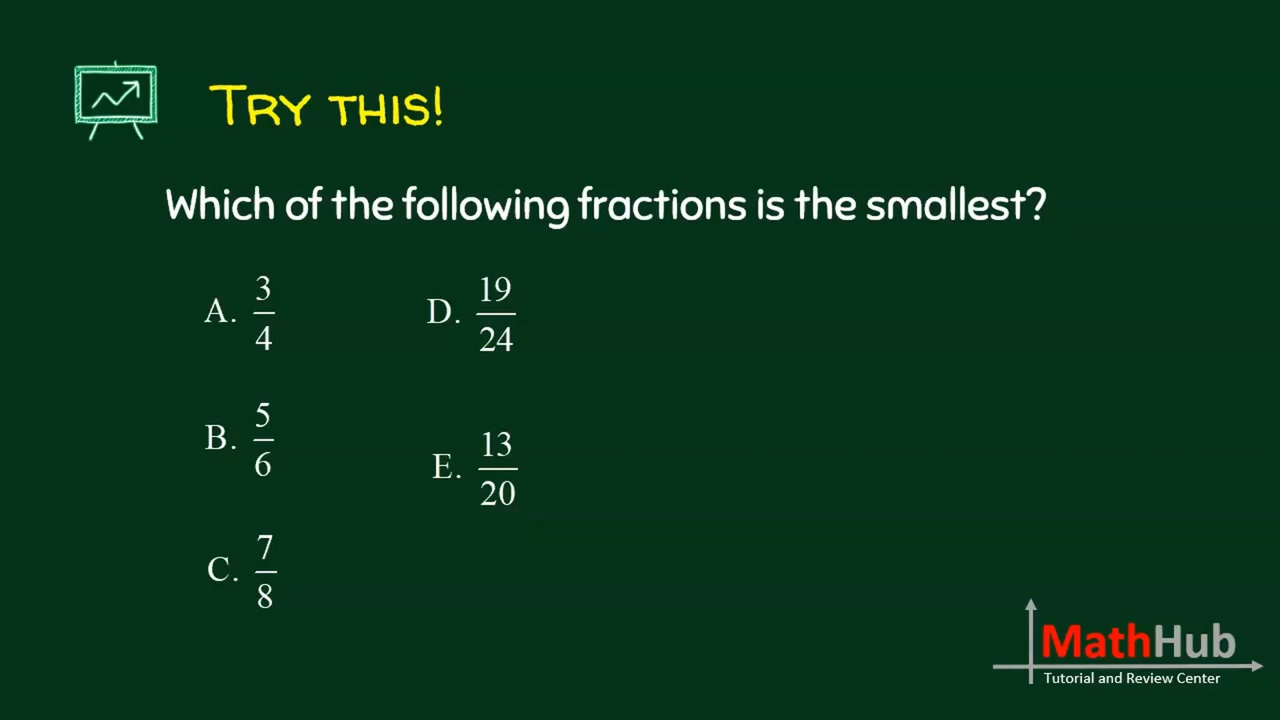 TRY THIS!
Which of the following fractions is the smallest?
A. 3/4
B. 5/6
C. 7/8
D. 19/24
E. 13/20
MathHub
Tutorial and Review Center